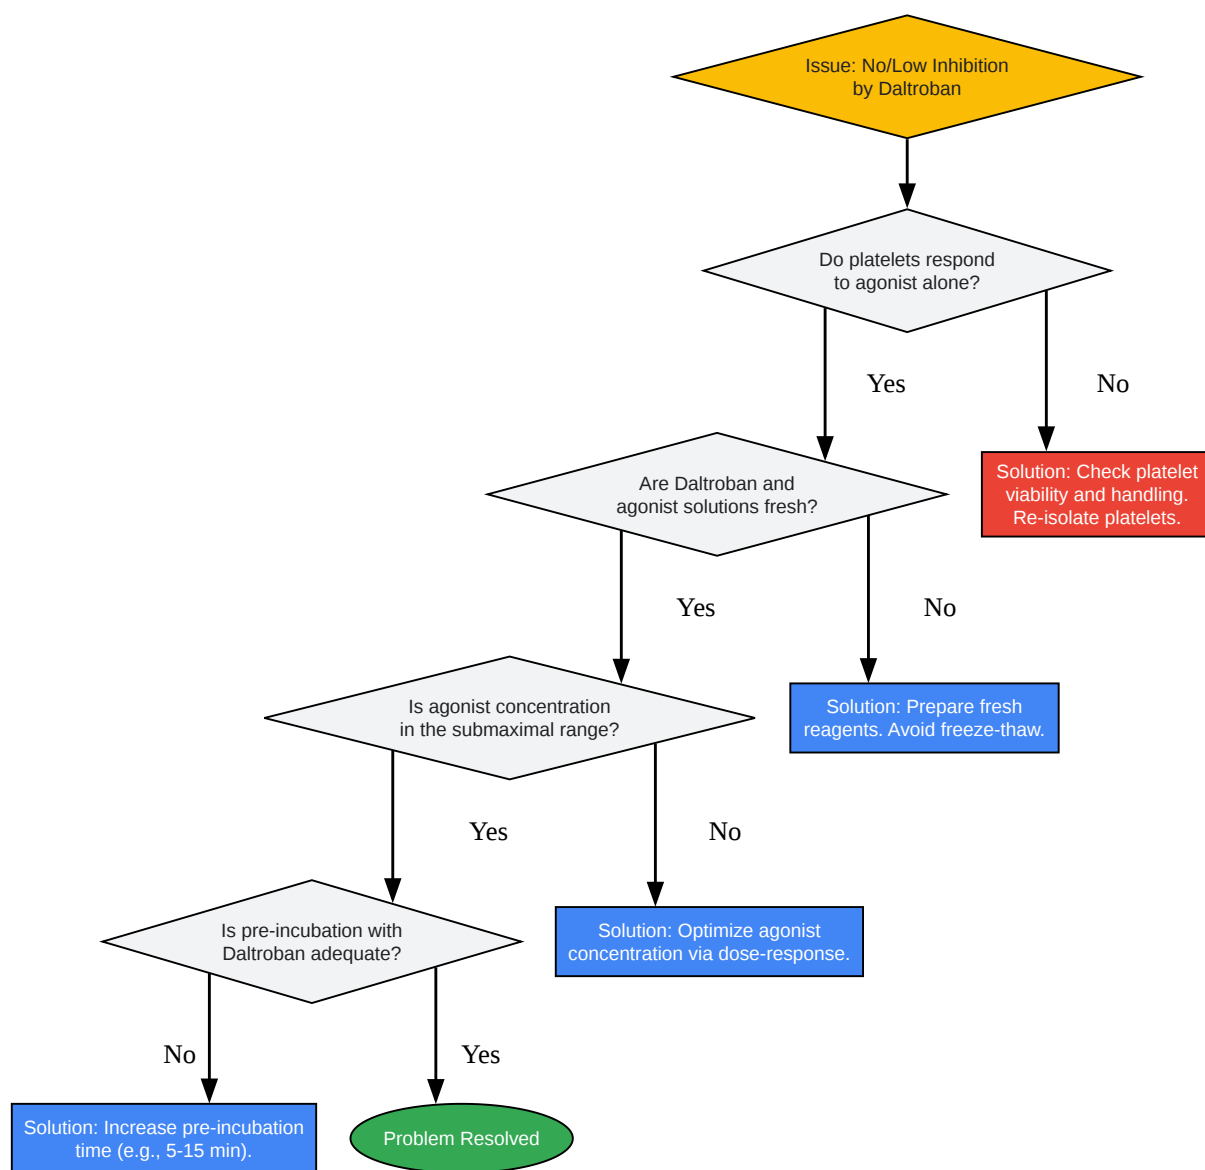 Issue: No/Low Inhibition
by Daltroban
Do platelets respond
to agonist alone?
Yes
No
Are Daltroban and
agonist solutions fresh?
Solution: Check platelet
viability and handling.
Re-isolate platelets.
Yes
No
Is agonist concentration
in the submaximal range?
Solution: Prepare fresh
reagents. Avoid freeze-thaw.
Yes
No
Is pre-incubation with
Daltroban adequate?
Solution: Optimize agonist
concentration via dose-response.
No
Yes
Solution: Increase pre-incubation
time (e.g., 5-15 min).
Problem Resolved